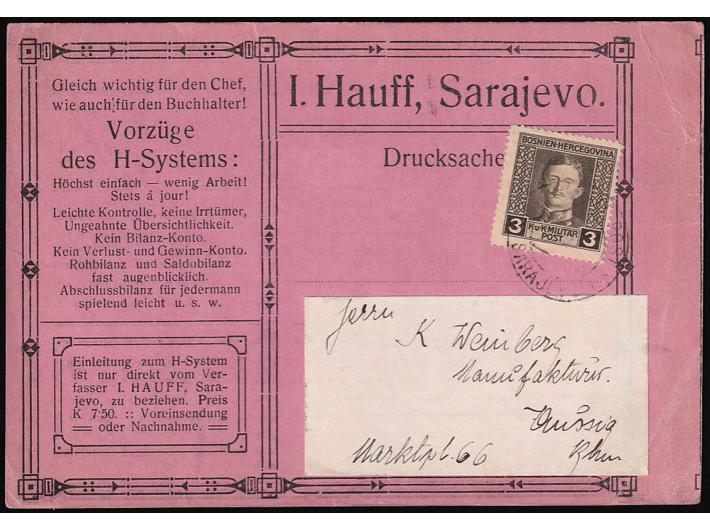 Gleich wichtig für den Chef,
wie auch für den Buchhalter!
Vorzüge
des H-Systems:
Höchst einfach — wenig Arbeit!
Stets á jour!
Leichte Kontrolle, keine Irrtümer,
Ungeahnte Übersichtlichkeit.
Kein Bilanz-Konto.
Kein Verlust- und Gewinn-Konto.
Rohbilanz und Saldobilanz
fast augenblicklich.
Abschlussbilanz für jedermann
spielend leicht u. s. w.
Einleitung zum H-System
ist nur direkt vom Ver-
fasser I. HAUFF, Sara-
jevo, zu beziehen. Preis
K 7·50. :: Voreinsendung
oder Nachnahme.
I. Hauff, Sarajevo.
Drucksache
BOSNIEN-HERCEGOVINA
3 K.u.K. MILITÄR 3
POST
Herrn
K Weinberg
Manufakturw.
Aussig
Marktpl. 66